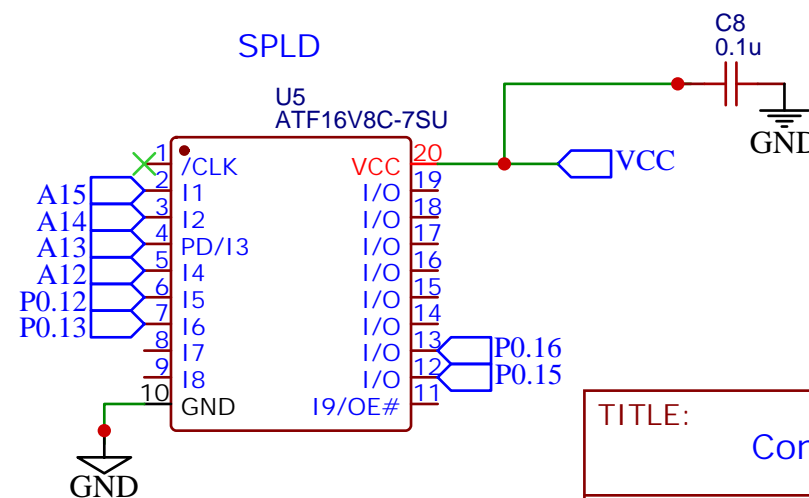 SPLD
C8
0.1u
GND
U5
ATF16V8C-7SU
VCC
1 /CLK VCC 20
A15 2 I1 I/O 19
A14 3 I2 I/O 18
A13 4 PD/I3 I/O 17
A12 5 I4 I/O 16
P0.12 6 I5 I/O 15
P0.13 7 I6 I/O 14
8 I7 I/O 13 P0.16
9 I8 I/O 12 P0.15
10 GND I9/OE# 11
GND
TITLE:
Con